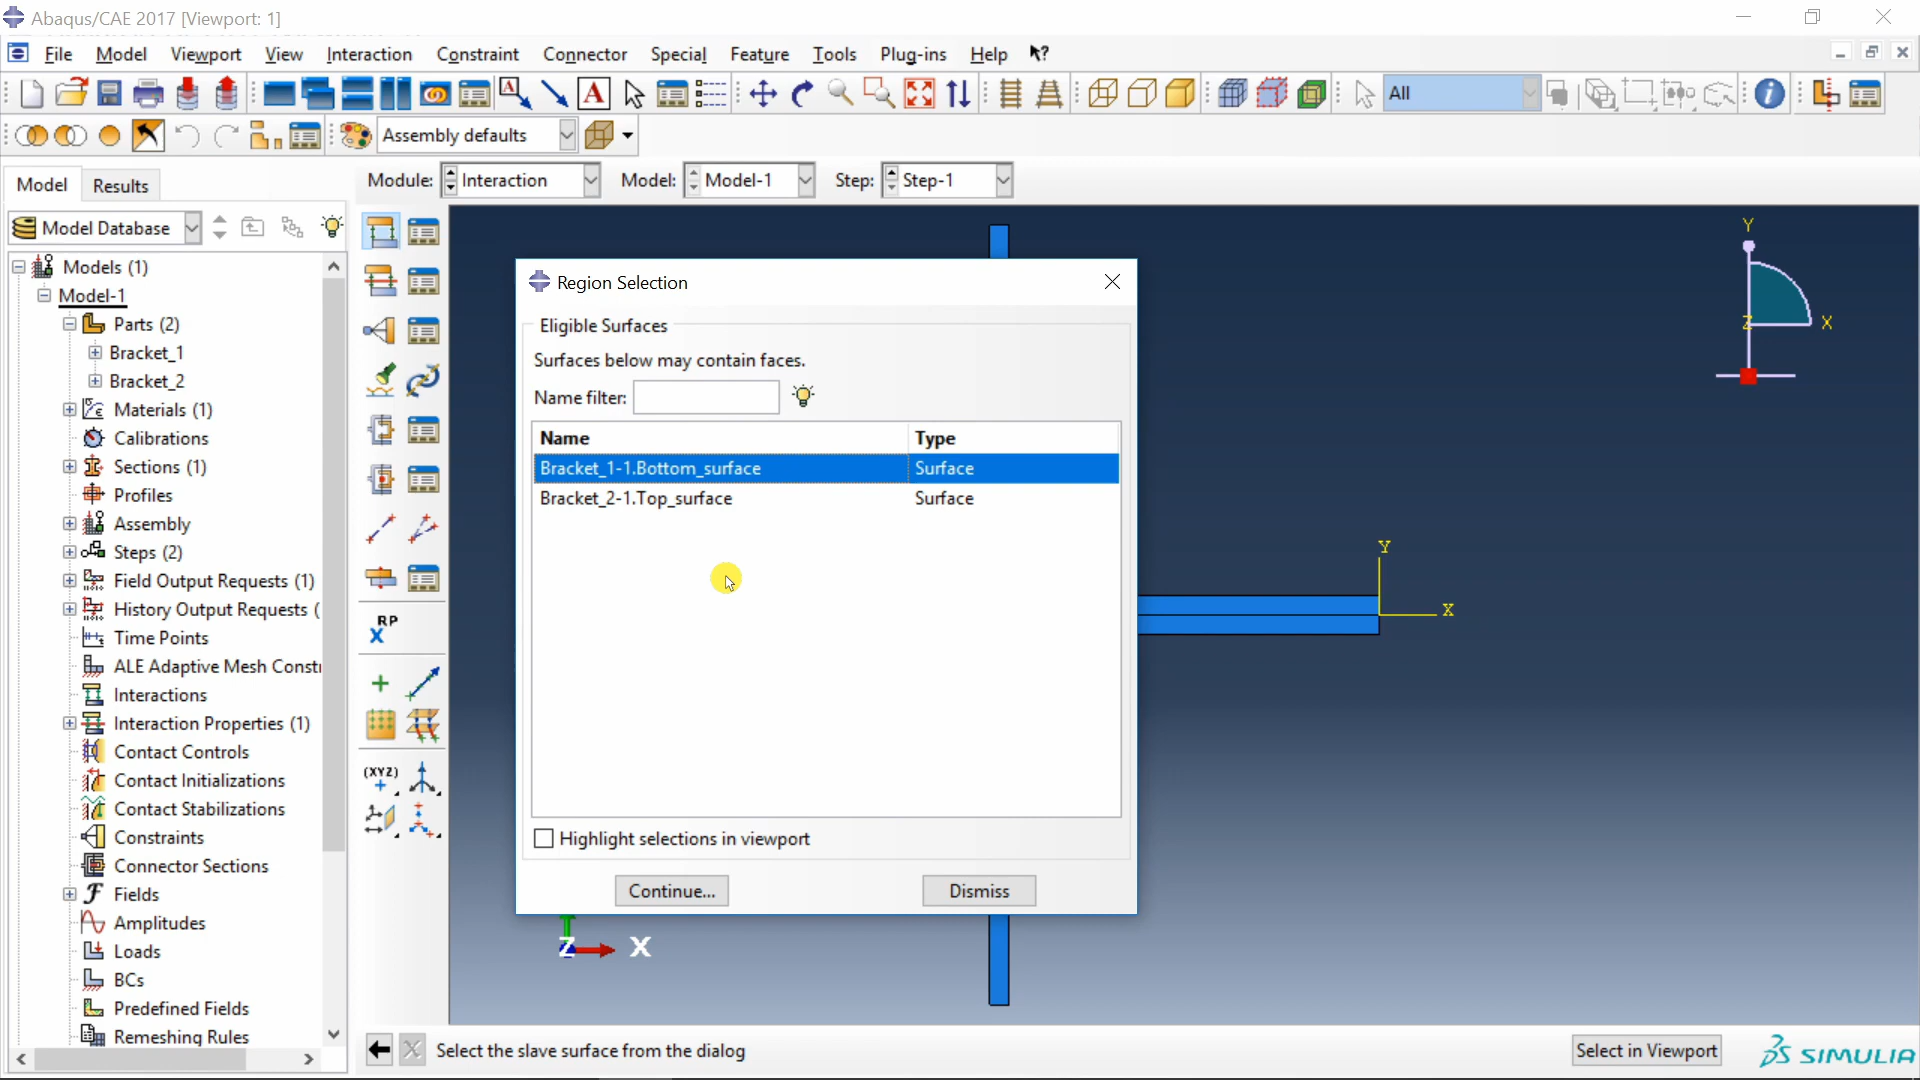 Abaqus/CAE 2017 [Viewport: 1]
File Model Viewport View Interaction Constraint Connector Special Feature Tools Plug-ins Help
All
Assembly defaults
Model Results
Module: Interaction Model: Model-1 Step: Step-1
Model Database
Models (1)
Model-1
Parts (2)
Bracket_1
Bracket_2
Materials (1)
Calibrations
Sections (1)
Profiles
Assembly
Steps (2)
Field Output Requests (1)
History Output Requests (
Time Points
ALE Adaptive Mesh Const
Interactions
Interaction Properties (1)
Contact Controls
Contact Initializations
Contact Stabilizations
Constraints
Connector Sections
Fields
Amplitudes
Loads
BCs
Predefined Fields
Remeshing Rules
RP
(XYZ)
Region Selection
Eligible Surfaces
Surfaces below may contain faces.
Name filter:
Name Type
Bracket_1-1.Bottom_surface Surface
Bracket_2-1.Top_surface Surface
Highlight selections in viewport
Continue... Dismiss
Y
Z
X
Y
X
Z
X
Select the slave surface from the dialog
Select in Viewport
SIMULIA